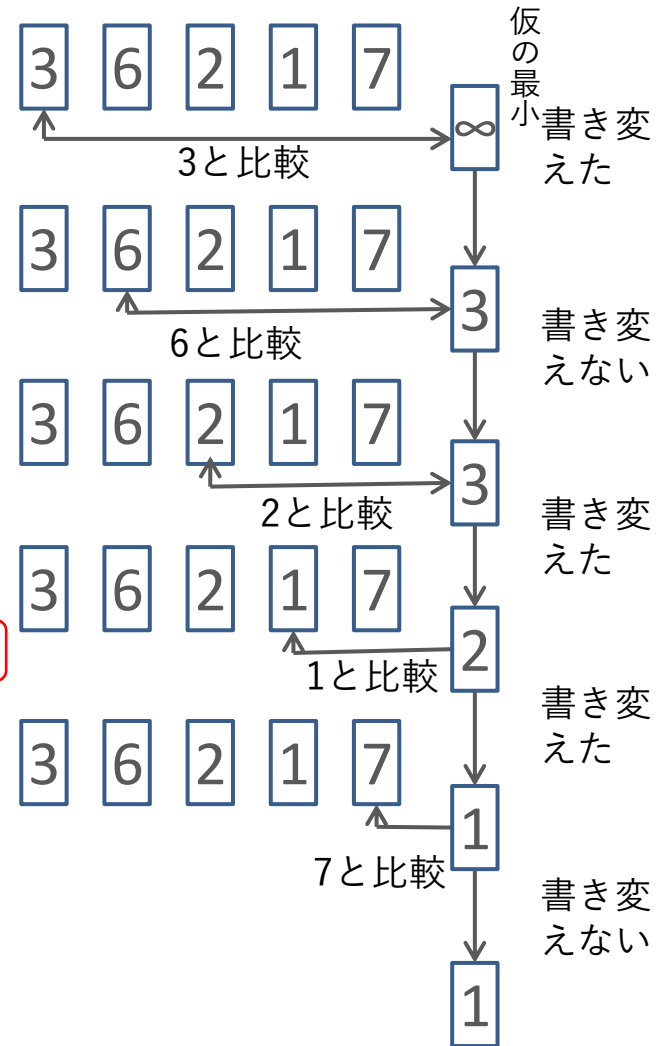 仮の最小
3 6 2 1 7
∞
書き変
えた
3と比較
3 6 2 1 7
3
書き変
えない
6と比較
3 6 2 1 7
3
書き変
えた
2と比較
3 6 2 1 7
2
書き変
えた
1と比較
3 6 2 1 7
1
書き変
えない
7と比較
1